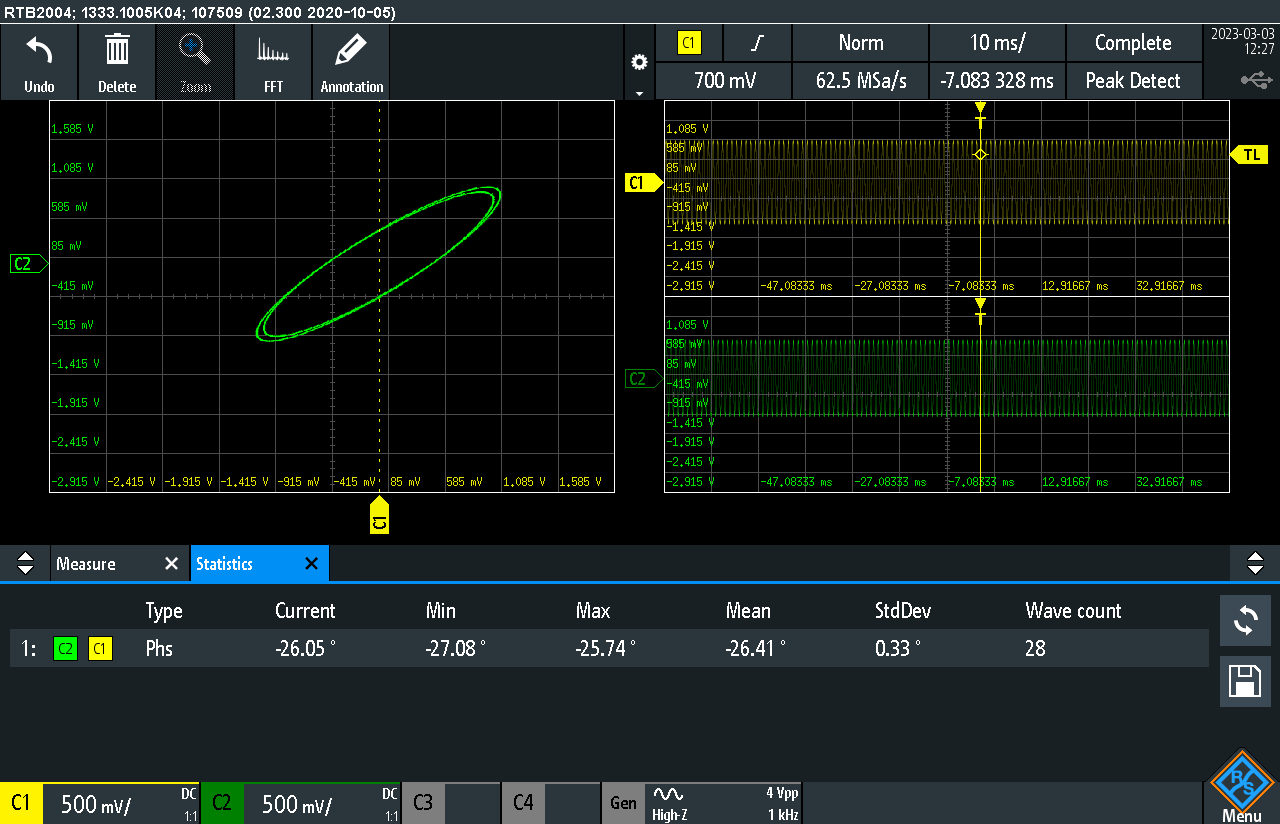 RTB2004; 1333.1005K04; 107509 (02.300 2020-10-05)
Undo Delete Zoom FFT Annotation
C1 Norm 10 ms/ Complete 2023-03-03
12:27
700 mV 62.5 MSa/s -7.083 328 ms Peak Detect
1.585 V
1.085 V
585 mV
85 mV
C2
-415 mV
-915 mV
-1.415 V
-1.915 V
-2.415 V
-2.915 V -2.415 V -1.915 V -1.415 V -915 mV -415 mV 85 mV 585 mV 1.085 V 1.585 V
C1
T
1.085 V
585 mV
TL
85 mV
C1
-415 mV
-915 mV
-1.415 V
-1.915 V
-2.415 V
-2.915 V -47.08333 ms -27.08333 ms -7.08333 ms 12.91667 ms 32.91667 ms
T
1.085 V
585 mV
85 mV
C2
-415 mV
-915 mV
-1.415 V
-1.915 V
-2.415 V
-2.915 V -47.08333 ms -27.08333 ms -7.08333 ms 12.91667 ms 32.91667 ms
Measure Statistics
Type Current Min Max Mean StdDev Wave count
1: C2 C1 Phs -26.05 ° -27.08 ° -25.74 ° -26.41 ° 0.33 ° 28
C1 500 mV/ DC 1:1 C2 500 mV/ DC 1:1 C3 C4 Gen High-Z 4 Vpp 1 kHz
R S
Menu